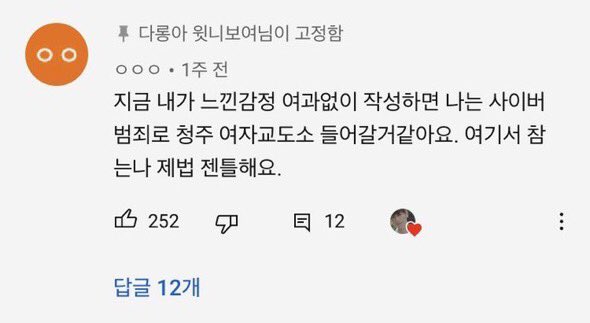 다롱아 윗니보여님이 고정함
ㅇㅇㅇ • 1주 전
지금 내가 느낀감정 여과없이 작성하면 나는 사이버
범죄로 청주 여자교도소 들어갈거같아요. 여기서 참
는나 제법 젠틀해요.
252 12
답글 12개